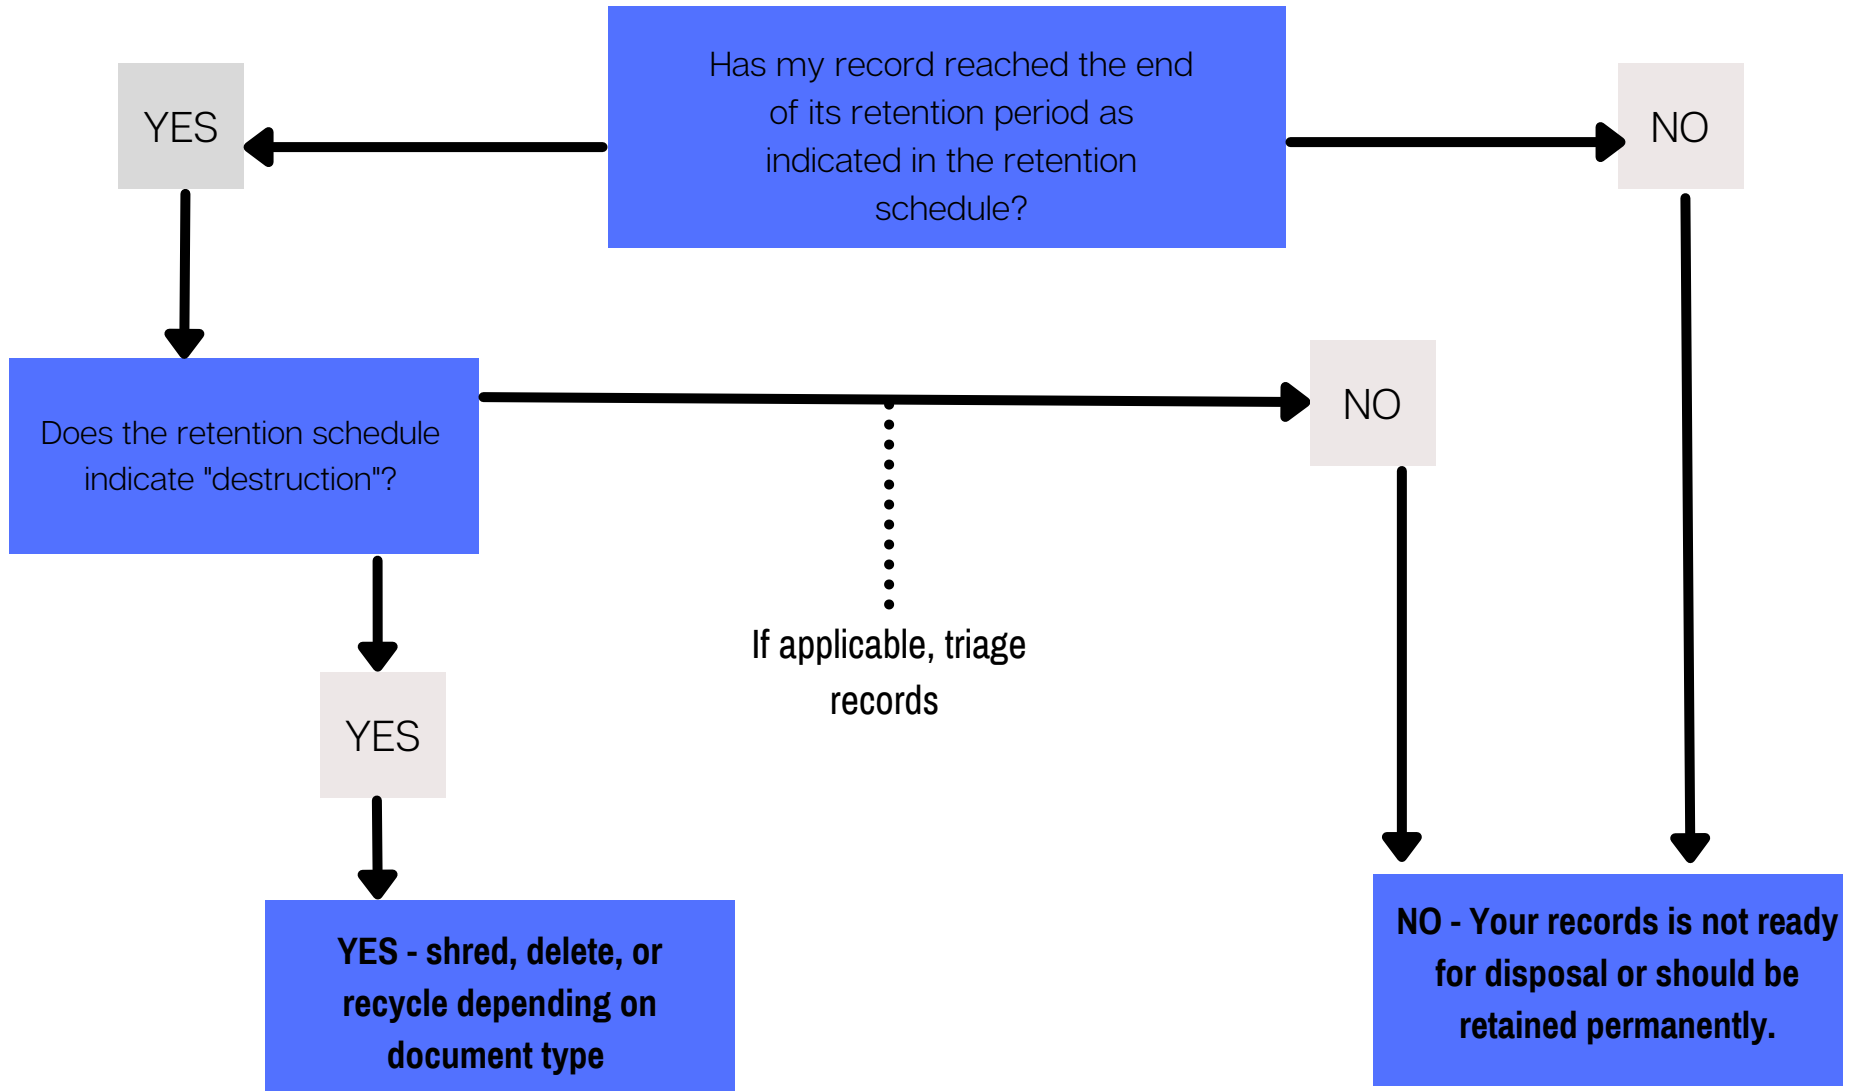 Has my record reached the end
of its retention period as
indicated in the retention
schedule?
YES
NO
Does the retention schedule
indicate "destruction"?
NO
If applicable, triage
records
YES
YES - shred, delete, or
recycle depending on
document type
NO - Your records is not ready
for disposal or should be
retained permanently.